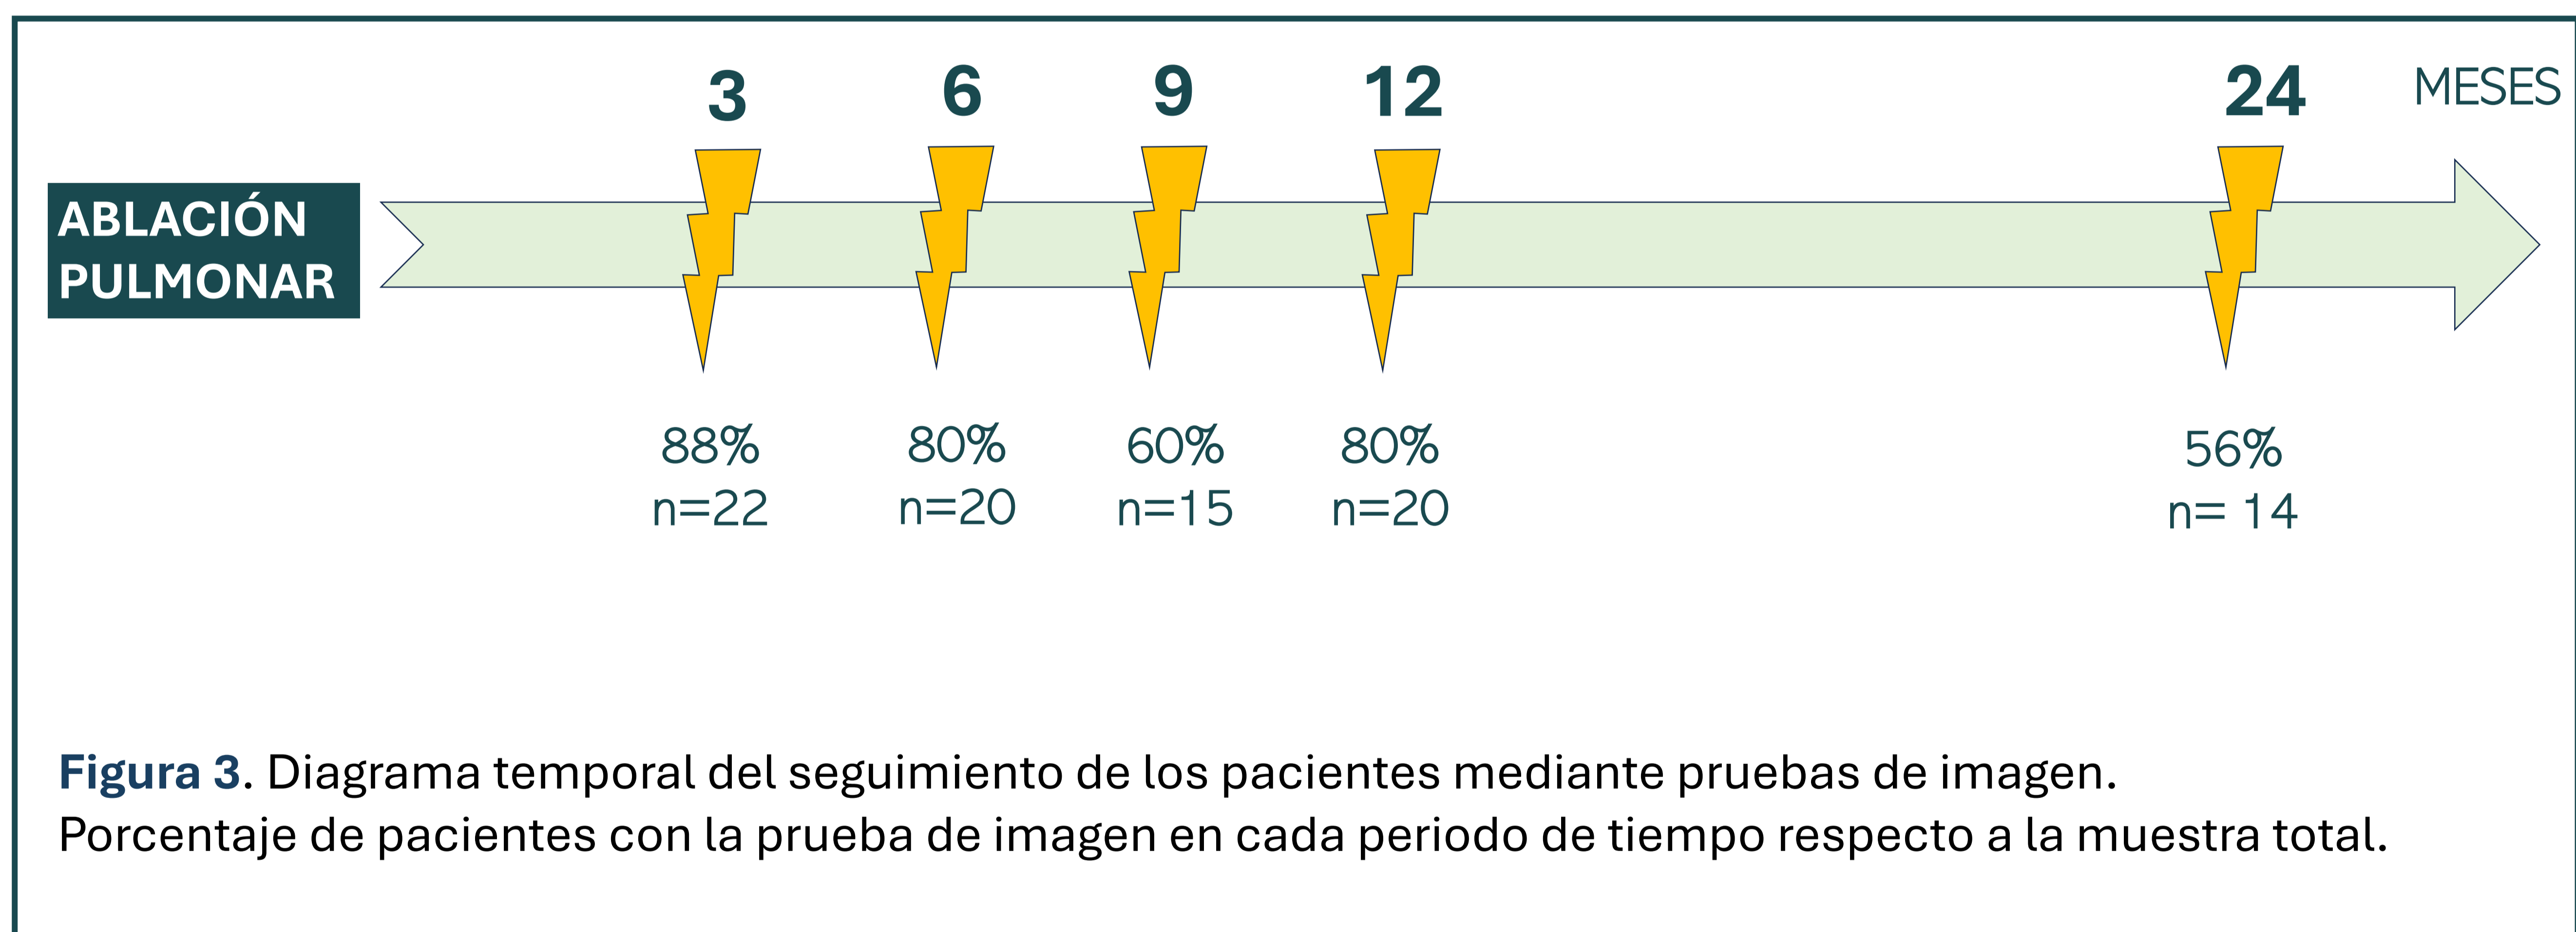 3 6 9 12 24 MESES
ABLACIÓN
PULMONAR
88% 80% 60% 80% 56%
n=22 n=20 n=15 n=20 n= 14
Figura 3. Diagrama temporal del seguimiento de los pacientes mediante pruebas de imagen.
Porcentaje de pacientes con la prueba de imagen en cada periodo de tiempo respecto a la muestra total.